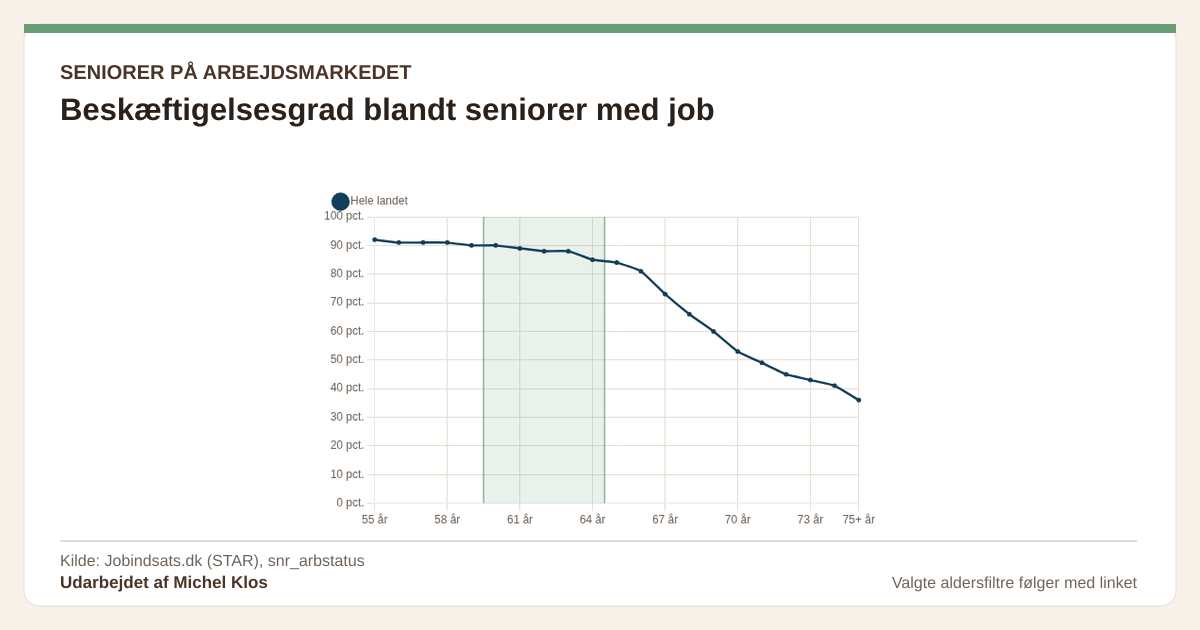 SENIORER PÅ ARBEJDSMARKEDET
Beskæftigelsesgrad blandt seniorer med job
Hele landet
100 pct.
90 pct.
80 pct.
70 pct.
60 pct.
50 pct.
40 pct.
30 pct.
20 pct.
10 pct.
0 pct.
55 år 58 år 61 år 64 år 67 år 70 år 73 år 75+ år
Kilde: Jobindsats.dk (STAR), snr_arbstatus
Udarbejdet af Michel Klos
Valgte aldersfiltre følger med linket